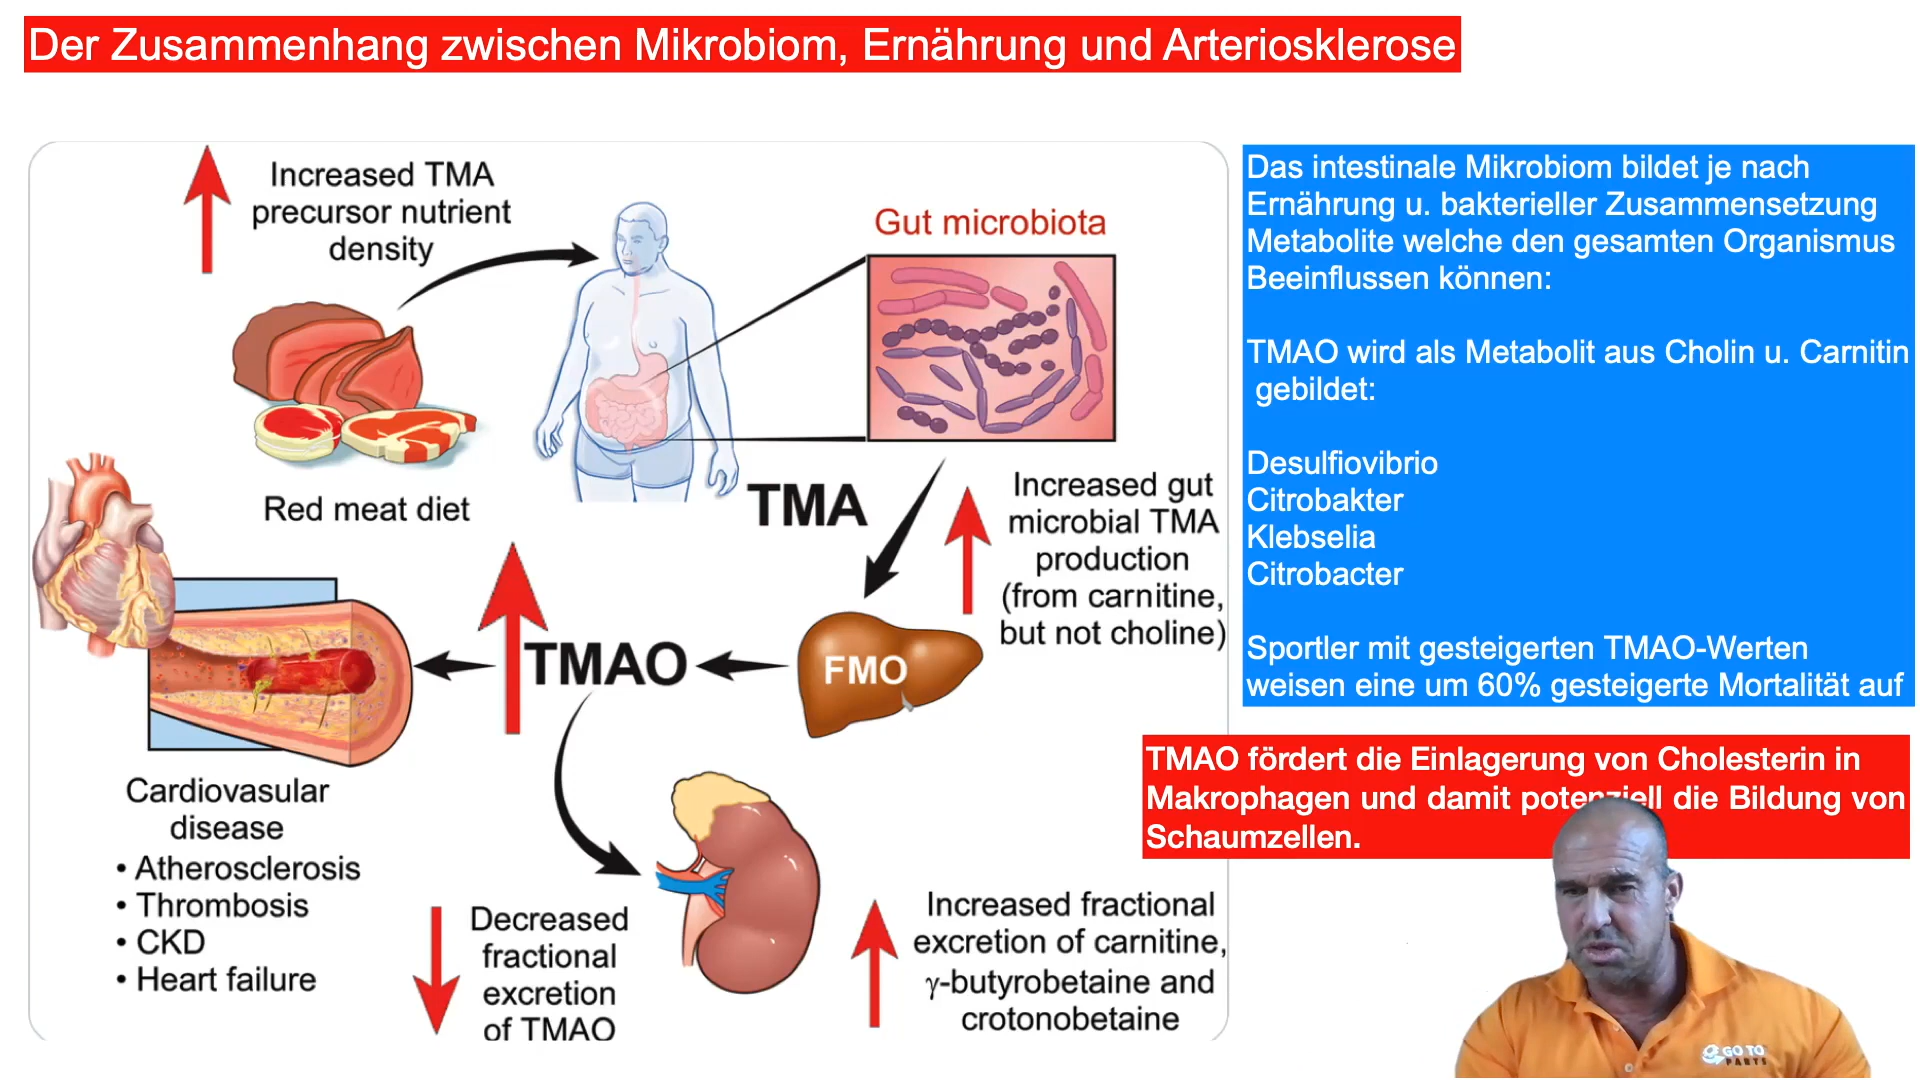 Der Zusammenhang zwischen Mikrobiom, Ernährung und Arteriosklerose
Increased TMA
precursor nutrient
density
Gut microbiota
Red meat diet
TMA
Increased gut
microbial TMA
production
(from carnitine,
but not choline)
FMO
TMAO
Cardiovasular
disease
• Atherosclerosis
• Thrombosis
• CKD
• Heart failure
Decreased
fractional
excretion
of TMAO
Increased fractional
excretion of carnitine,
γ-butyrobetaine and
crotonobetaine
Das intestinale Mikrobiom bildet je nach
Ernährung u. bakterieller Zusammensetzung
Metabolite welche den gesamten Organismus
Beeinflussen können:
TMAO wird als Metabolit aus Cholin u. Carnitin
gebildet:
Desulfiovibrio
Citrobakter
Klebselia
Citrobacter
Sportler mit gesteigerten TMAO-Werten
weisen eine um 60% gesteigerte Mortalität auf
TMAO fördert die Einlagerung von Cholesterin in
Makrophagen und damit potenziell die Bildung von
Schaumzellen.
GO TO
PARTS